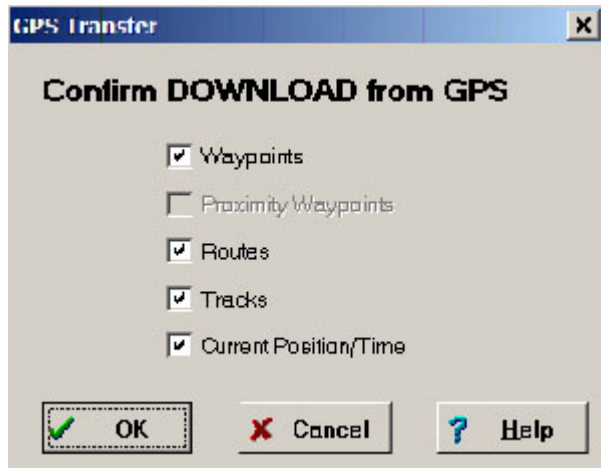 GPS Transfer
Confirm DOWNLOAD from GPS
Waypoints
Proximity Waypoints
Routes
Tracks
Current Position/Time
OK
Cancel
Help